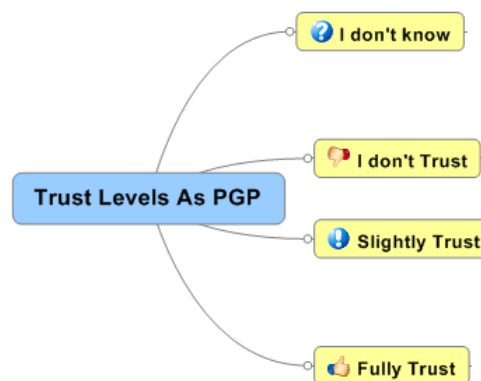 I don't know
I don't Trust
Trust Levels As PGP
Slightly Trust
Fully Trust